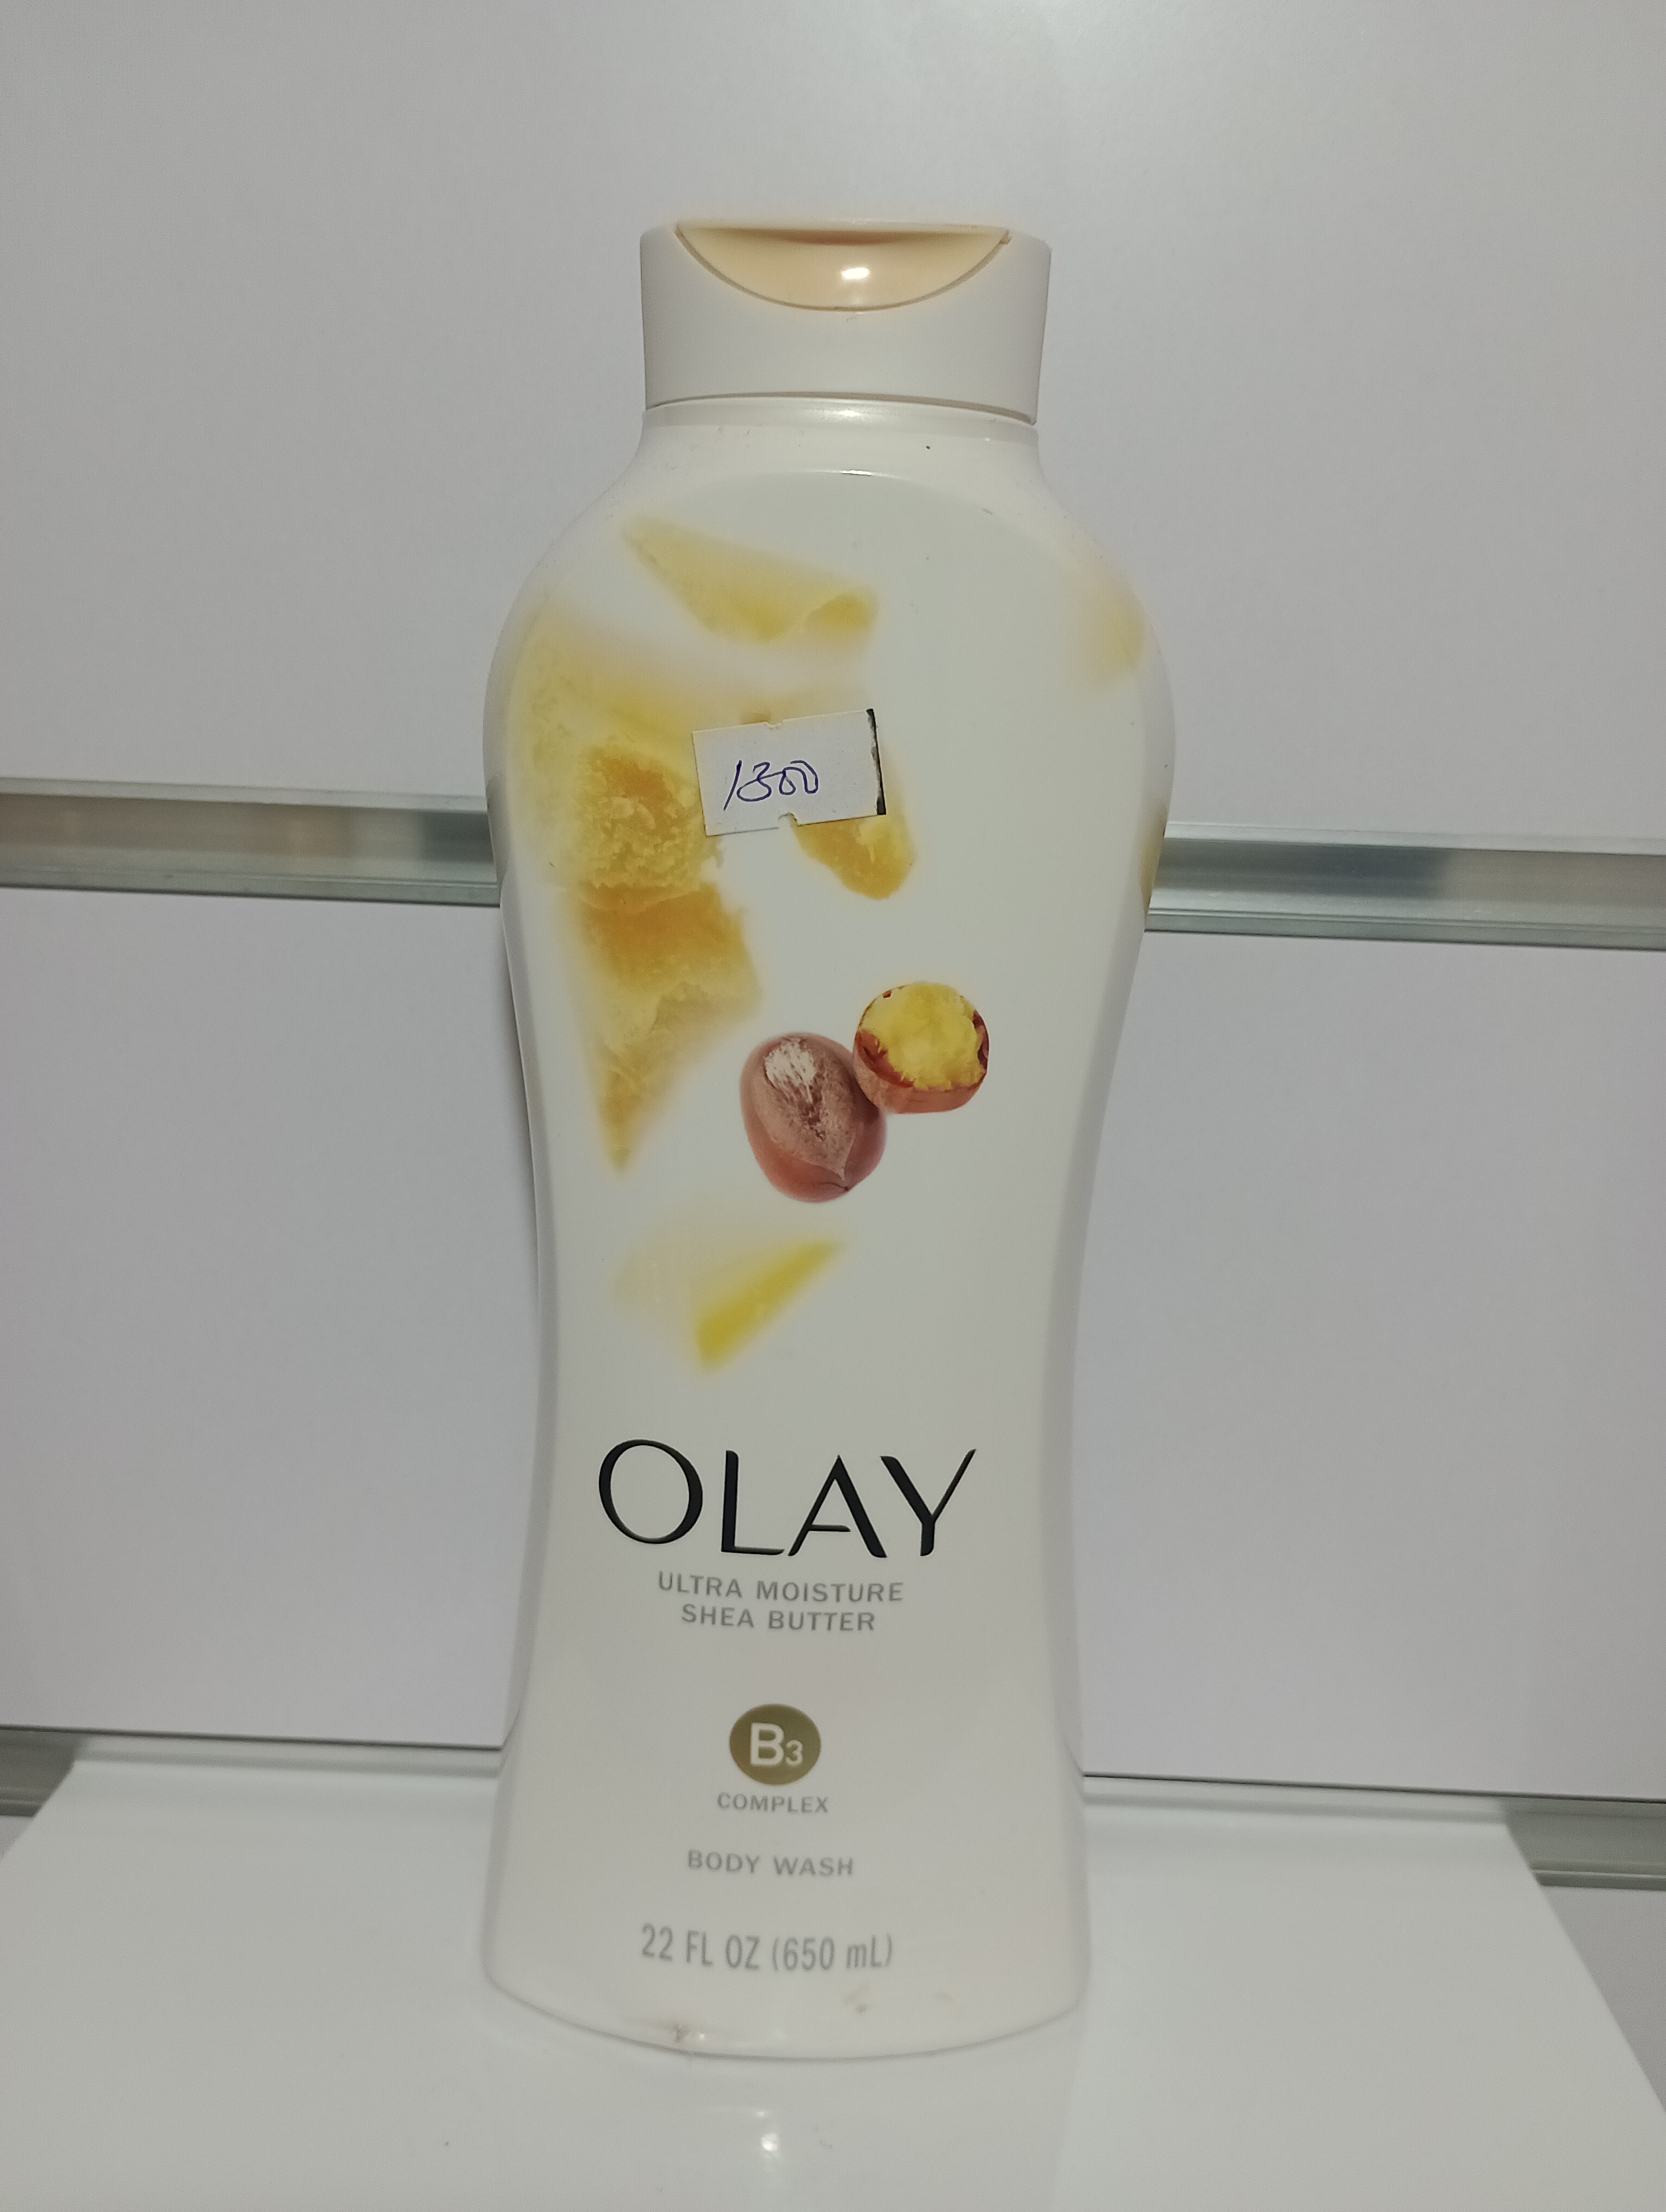 1300
OLAY
ULTRA MOISTURE
SHEA BUTTER
B3
COMPLEX
BODY WASH
22 FL OZ (650 mL)